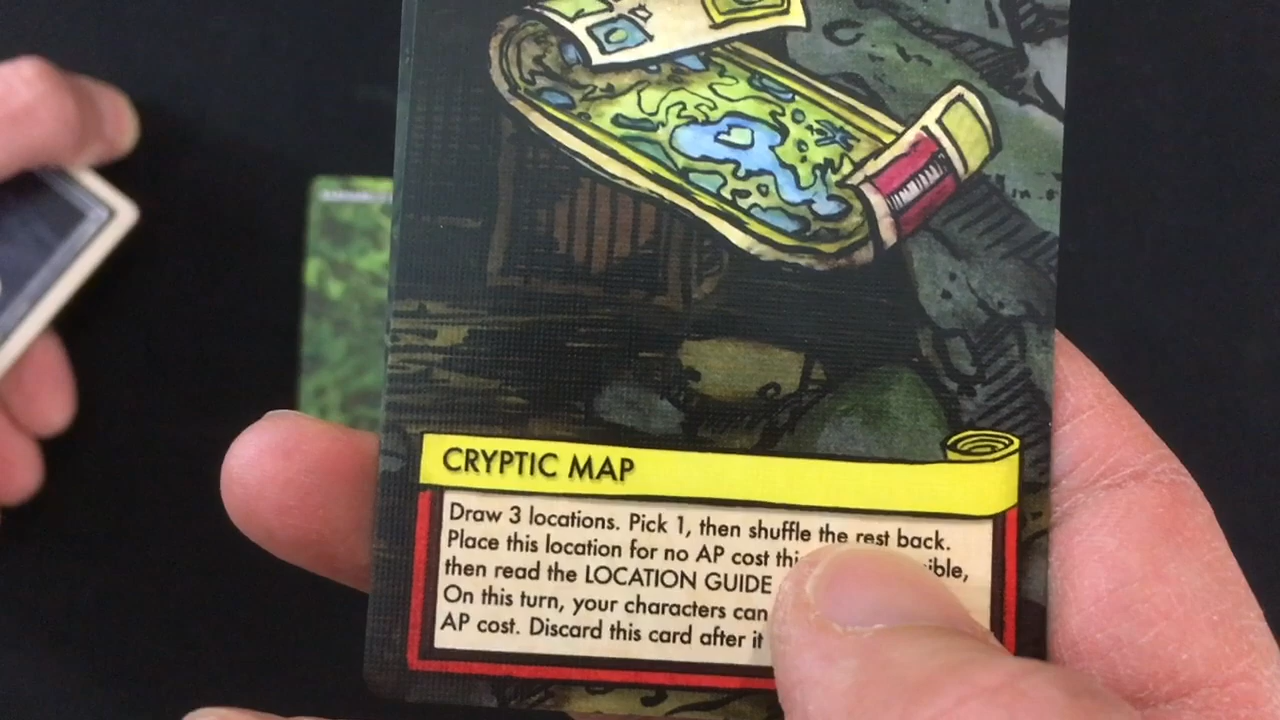 CRYPTIC MAP
Draw 3 locations. Pick 1, then shuffle the rest back.
Place this location for no AP cost
then read the LOCATION GUIDE
On this turn, your characters can
AP cost. Discard this card after it